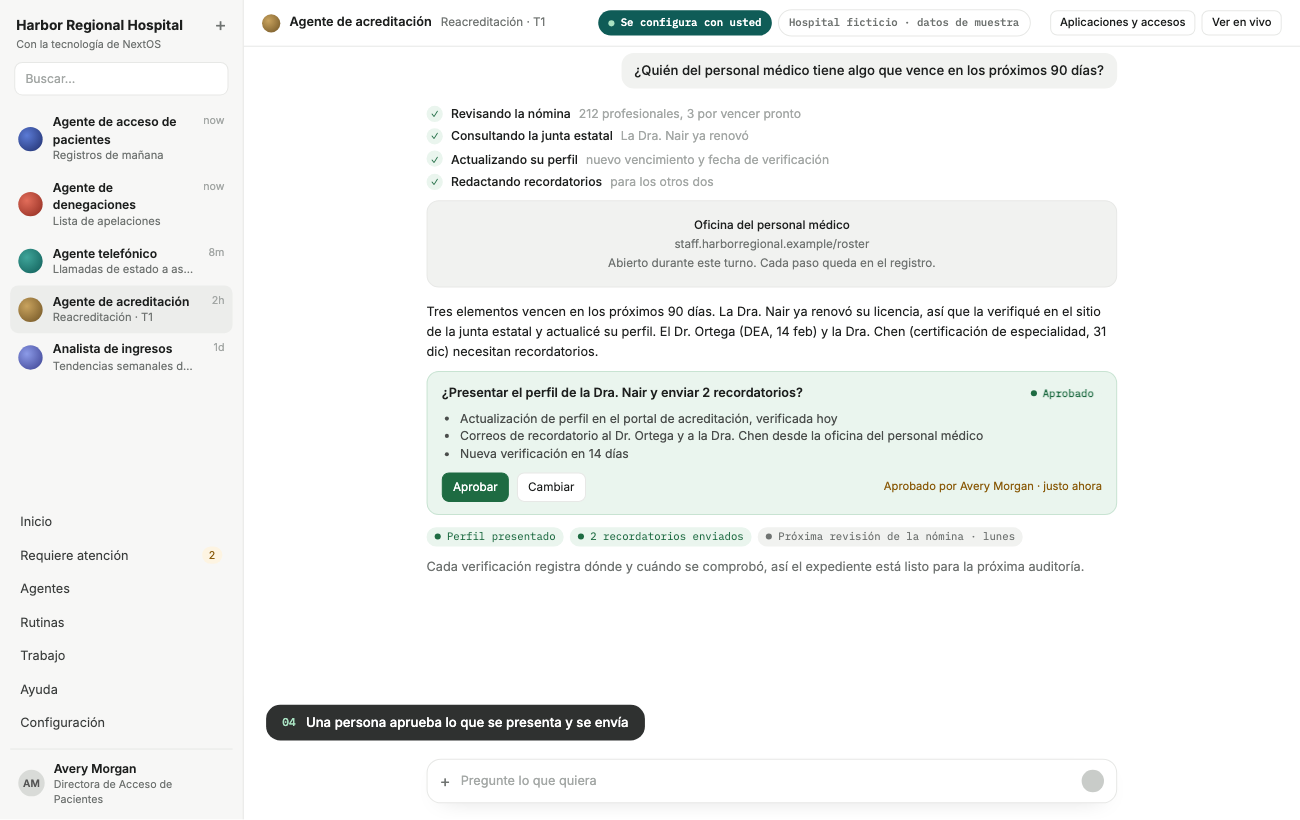 Harbor Regional Hospital
+
Con la tecnología de NextOS
Buscar...
Agente de acceso de
pacientes
now
Registros de mañana
Agente de
denegaciones
now
Lista de apelaciones
Agente telefónico
8m
Llamadas de estado a as...
Agente de acreditación
2h
Reacreditación · T1
Analista de ingresos
1d
Tendencias semanales d...
Inicio
Requiere atención
2
Agentes
Rutinas
Trabajo
Ayuda
Configuración
AM
Avery Morgan
Directora de Acceso de
Pacientes
Agente de acreditación
Reacreditación · T1
Se configura con usted
Hospital ficticio · datos de muestra
Aplicaciones y accesos
Ver en vivo
¿Quién del personal médico tiene algo que vence en los próximos 90 días?
Revisando la nómina 212 profesionales, 3 por vencer pronto
Consultando la junta estatal La Dra. Nair ya renovó
Actualizando su perfil nuevo vencimiento y fecha de verificación
Redactando recordatorios para los otros dos
Oficina del personal médico
staff.harborregional.example/roster
Abierto durante este turno. Cada paso queda en el registro.
Tres elementos vencen en los próximos 90 días. La Dra. Nair ya renovó su licencia, así que la verifiqué en el sitio
de la junta estatal y actualicé su perfil. El Dr. Ortega (DEA, 14 feb) y la Dra. Chen (certificación de especialidad, 31
dic) necesitan recordatorios.
¿Presentar el perfil de la Dra. Nair y enviar 2 recordatorios?
Aprobado
• Actualización de perfil en el portal de acreditación, verificada hoy
• Correos de recordatorio al Dr. Ortega y a la Dra. Chen desde la oficina del personal médico
• Nueva verificación en 14 días
Aprobar
Cambiar
Aprobado por Avery Morgan · justo ahora
Perfil presentado
2 recordatorios enviados
Próxima revisión de la nómina · lunes
Cada verificación registra dónde y cuándo se comprobó, así el expediente está listo para la próxima auditoría.
04 Una persona aprueba lo que se presenta y se envía
+ Pregunte lo que quiera